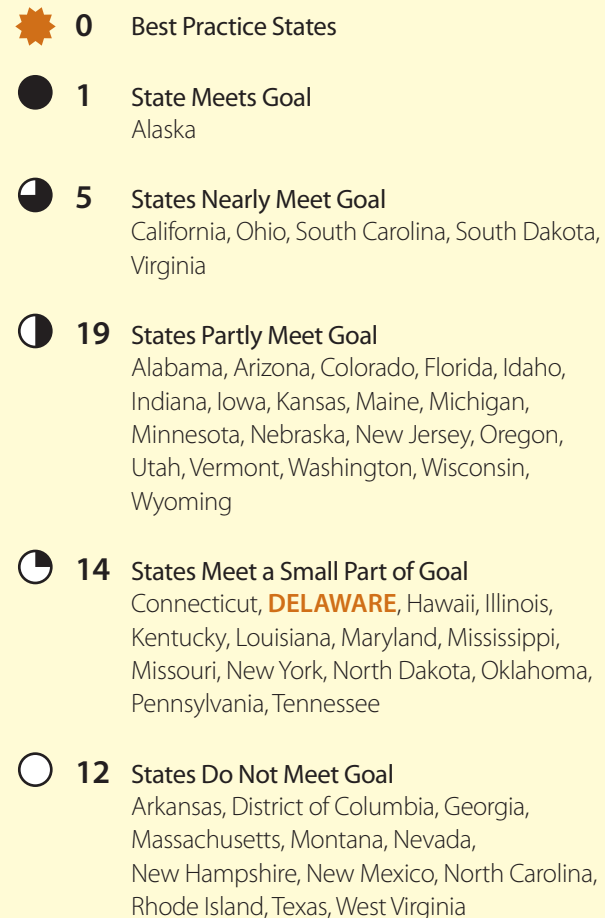 0 Best Practice States
1 State Meets Goal
Alaska
5 States Nearly Meet Goal
California, Ohio, South Carolina, South Dakota,
Virginia
19 States Partly Meet Goal
Alabama, Arizona, Colorado, Florida, Idaho,
Indiana, Iowa, Kansas, Maine, Michigan,
Minnesota, Nebraska, New Jersey, Oregon,
Utah, Vermont, Washington, Wisconsin,
Wyoming
14 States Meet a Small Part of Goal
Connecticut, DELAWARE, Hawaii, Illinois,
Kentucky, Louisiana, Maryland, Mississippi,
Missouri, New York, North Dakota, Oklahoma,
Pennsylvania, Tennessee
12 States Do Not Meet Goal
Arkansas, District of Columbia, Georgia,
Massachusetts, Montana, Nevada,
New Hampshire, New Mexico, North Carolina,
Rhode Island, Texas, West Virginia